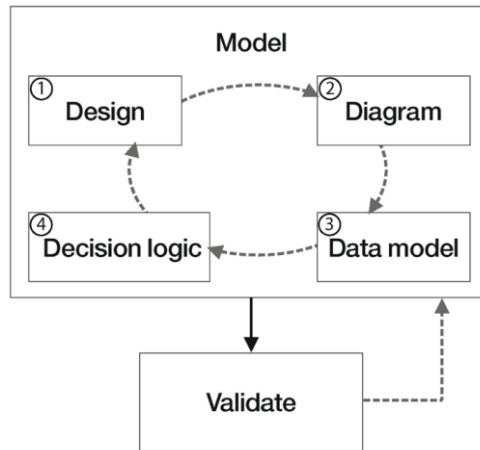 Model
① Design
② Diagram
④ Decision logic
③ Data model
Validate